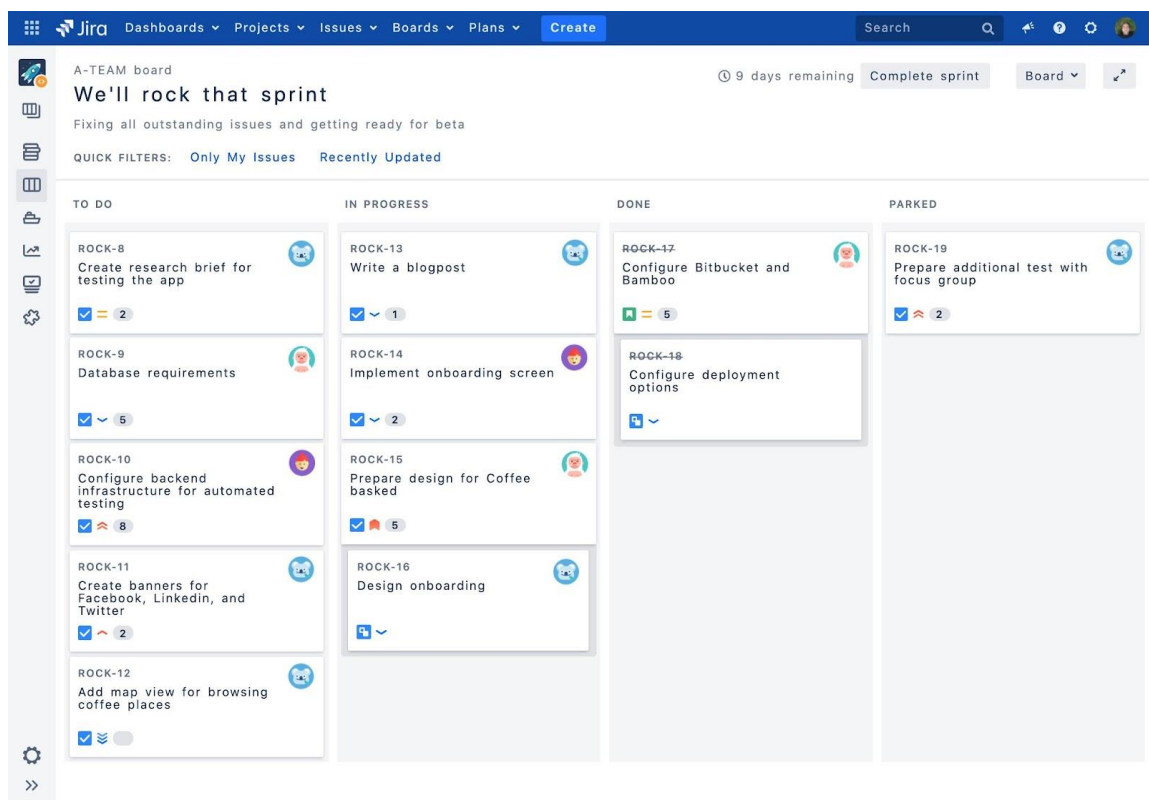 Jira Dashboards Projects Issues Boards Plans Create Search
A-TEAM board
9 days remaining Complete sprint Board
We'll rock that sprint
Fixing all outstanding issues and getting ready for beta
QUICK FILTERS: Only My Issues Recently Updated
TO DO
ROCK-8
Create research brief for
testing the app
2
ROCK-9
Database requirements
5
ROCK-10
Configure backend
infrastructure for automated
testing
8
ROCK-11
Create banners for
Facebook, Linkedin, and
Twitter
2
ROCK-12
Add map view for browsing
coffee places
IN PROGRESS
ROCK-13
Write a blogpost
1
ROCK-14
Implement onboarding screen
2
ROCK-15
Prepare design for Coffee
basked
5
ROCK-16
Design onboarding
DONE
ROCK-17
Configure Bitbucket and
Bamboo
5
ROCK-18
Configure deployment
options
PARKED
ROCK-19
Prepare additional test with
focus group
2